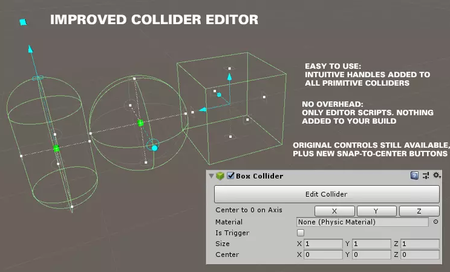 IMPROVED COLLIDER EDITOR
EASY TO USE:
INTUITIVE HANDLES ADDED TO
ALL PRIMITIVE COLLIDERS
NO OVERHEAD:
ONLY EDITOR SCRIPTS. NOTHING
ADDED TO YOUR BUILD
ORIGINAL CONTROLS STILL AVAILABLE,
PLUS NEW SNAP-TO-CENTER BUTTONS
Box Collider
Edit Collider
Center to 0 on Axis X Y Z
Material None (Physic Material)
Is Trigger
Size X 1 Y 1 Z 1
Center X 0 Y 0 Z 0